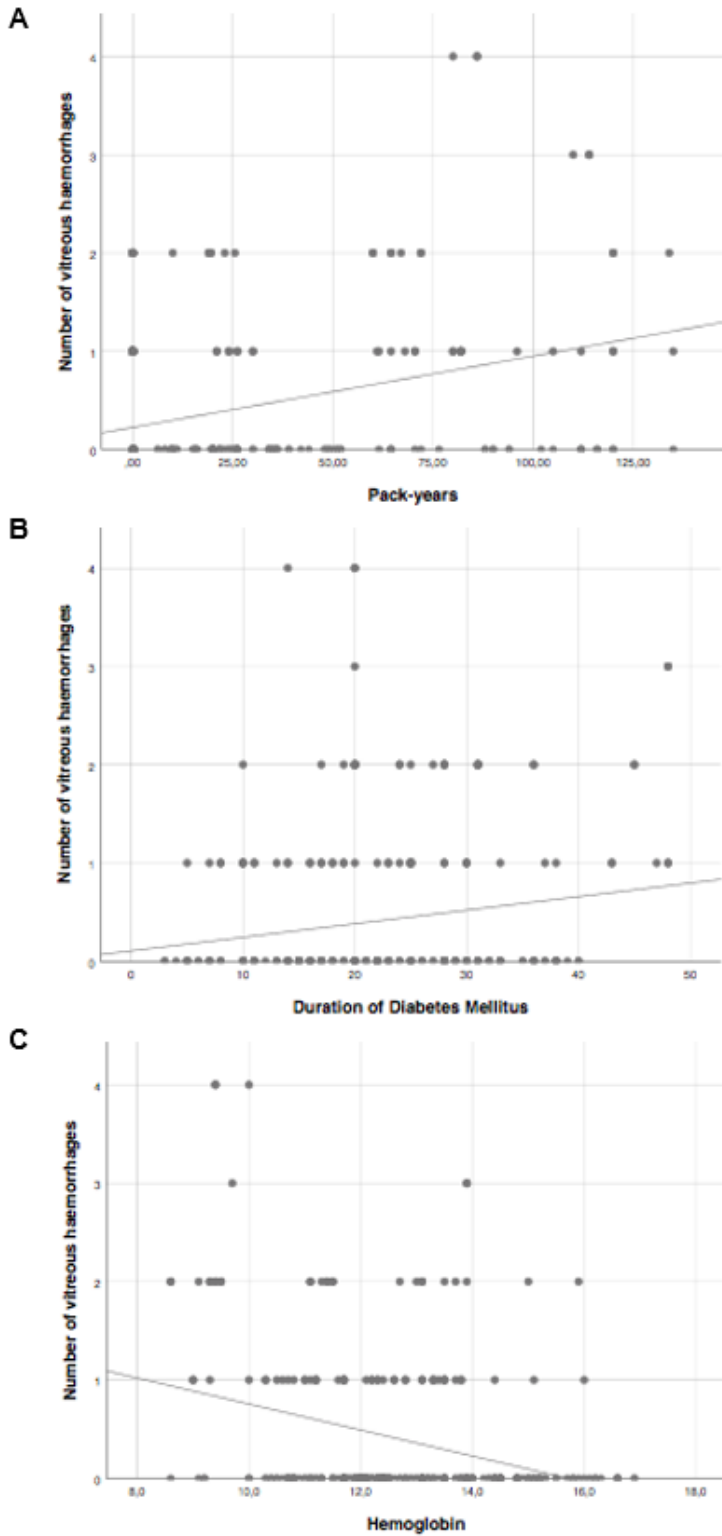 A
Number of vitreous haemorrhages
4
3
2
1
0
,00 25,00 50,00 75,00 100,00 125,00
Pack-years
B
Number of vitreous haemorrhages
4
3
2
1
0
0 10 20 30 40 50
Duration of Diabetes Mellitus
C
Number of vitreous haemorrhages
4
3
2
1
0
8,0 10,0 12,0 14,0 16,0 18,0
Hemoglobin